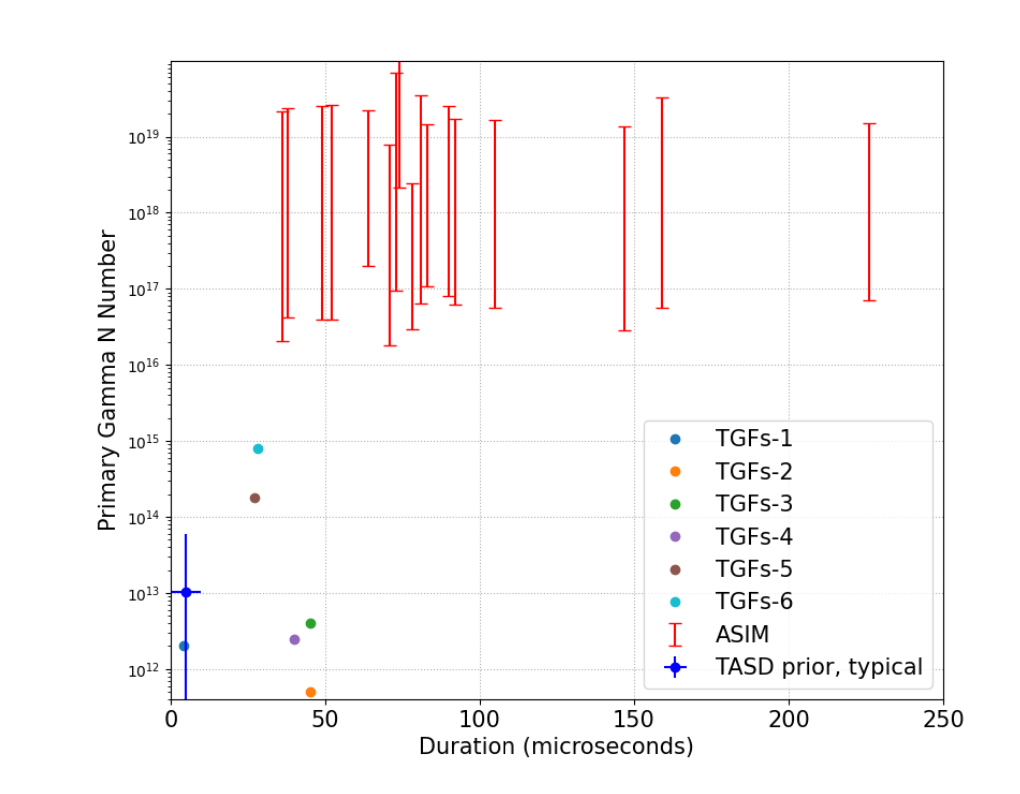 Primary Gamma N Number
10^19
10^18
10^17
10^16
10^15
10^14
10^13
10^12
TGFs-1
TGFs-2
TGFs-3
TGFs-4
TGFs-5
TGFs-6
ASIM
TASD prior, typical
0 50 100 150 200 250
Duration (microseconds)